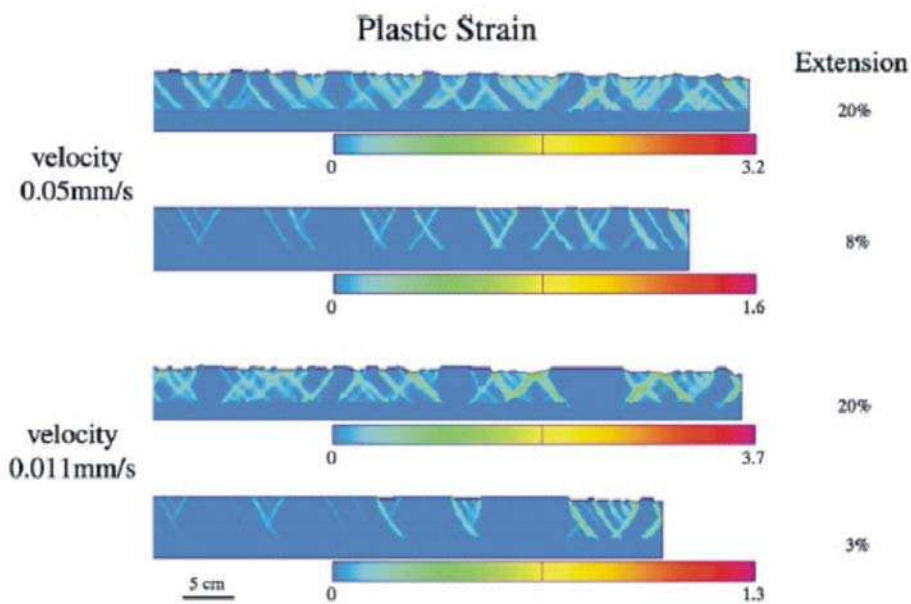 Plastic Strain
Extension
20%
velocity
0.05mm/s
0
3.2
8%
0
1.6
20%
velocity
0.011mm/s
0
3.7
3%
5 cm
0
1.3